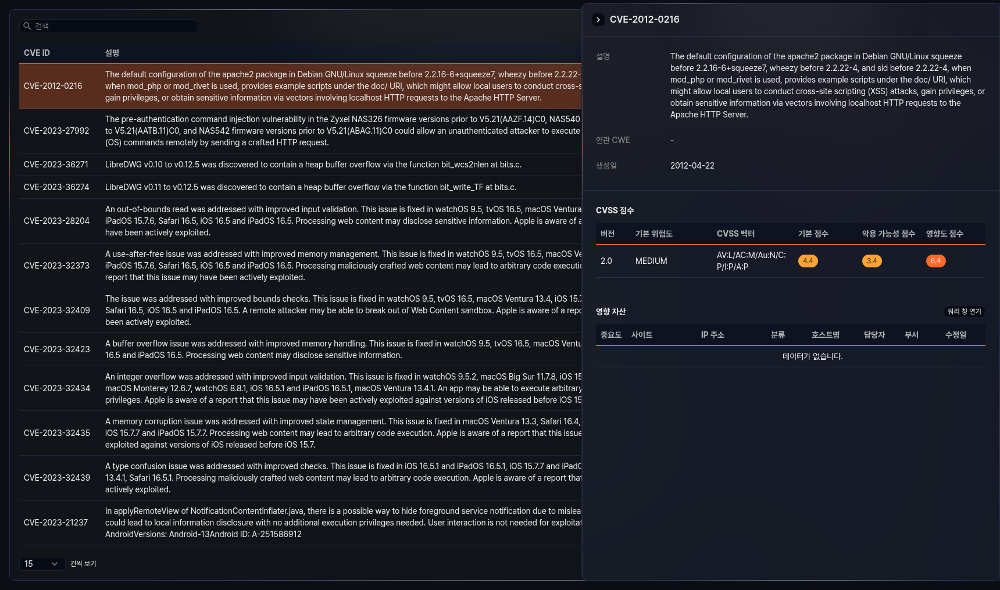 검색
CVE ID 설명
CVE-2012-0216
The default configuration of the apache2 package in Debian GNU/Linux squeeze before 2.2.16-6+squeeze7, wheezy before 2.2.22-
when mod_php or mod_rivet is used, provides example scripts under the doc/ URI, which might allow local users to conduct cross-s
gain privileges, or obtain sensitive information via vectors involving localhost HTTP requests to the Apache HTTP Server.
CVE-2023-27992
The pre-authentication command injection vulnerability in the Zyxel NAS326 firmware versions prior to V5.21(AAZF.14)C0, NAS540
to V5.21(AATB.11)C0, and NAS542 firmware versions prior to V5.21(ABAG.11)C0 could allow an unauthenticated attacker to execute
(OS) commands remotely by sending a crafted HTTP request.
CVE-2023-36271 LibreDWG v0.10 to v0.12.5 was discovered to contain a heap buffer overflow via the function bit_wcs2nlen at bits.c.
CVE-2023-36274 LibreDWG v0.11 to v0.12.5 was discovered to contain a heap buffer overflow via the function bit_write_TF at bits.c.
CVE-2023-28204
An out-of-bounds read was addressed with improved input validation. This issue is fixed in watchOS 9.5, tvOS 16.5, macOS Ventura
iPadOS 15.7.6, Safari 16.5, iOS 16.5 and iPadOS 16.5. Processing web content may disclose sensitive information. Apple is aware of a
have been actively exploited.
CVE-2023-32373
A use-after-free issue was addressed with improved memory management. This issue is fixed in watchOS 9.5, tvOS 16.5, macOS Ve
iPadOS 15.7.6, Safari 16.5, iOS 16.5 and iPadOS 16.5. Processing maliciously crafted web content may lead to arbitrary code executio
report that this issue may have been actively exploited.
CVE-2023-32409
The issue was addressed with improved bounds checks. This issue is fixed in watchOS 9.5, tvOS 16.5, macOS Ventura 13.4, iOS 15.7
Safari 16.5, iOS 16.5 and iPadOS 16.5. A remote attacker may be able to break out of Web Content sandbox. Apple is aware of a repo
been actively exploited.
CVE-2023-32423
A buffer overflow issue was addressed with improved memory handling. This issue is fixed in watchOS 9.5, tvOS 16.5, macOS Ventu
16.5 and iPadOS 16.5. Processing web content may disclose sensitive information.
CVE-2023-32434
An integer overflow was addressed with improved input validation. This issue is fixed in watchOS 9.5.2, macOS Big Sur 11.7.8, iOS 15
macOS Monterey 12.6.7, watchOS 8.8.1, iOS 16.5.1 and iPadOS 16.5.1, macOS Ventura 13.4.1. An app may be able to execute arbitrary
privileges. Apple is aware of a report that this issue may have been actively exploited against versions of iOS released before iOS 15
CVE-2023-32435
A memory corruption issue was addressed with improved state management. This issue is fixed in macOS Ventura 13.3, Safari 16.4,
iOS 15.7.7 and iPadOS 15.7.7. Processing web content may lead to arbitrary code execution. Apple is aware of a report that this issue
exploited against versions of iOS released before iOS 15.7.
CVE-2023-32439
A type confusion issue was addressed with improved checks. This issue is fixed in iOS 16.5.1 and iPadOS 16.5.1, iOS 15.7.7 and iPadO
13.4.1, Safari 16.5.1. Processing maliciously crafted web content may lead to arbitrary code execution. Apple is aware of a report that
actively exploited.
CVE-2023-21237
In applyRemoteView of NotificationContentInflater.java, there is a possible way to hide foreground service notification due to mislea
could lead to local information disclosure with no additional execution privileges needed. User interaction is not needed for exploitat
AndroidVersions: Android-13Android ID: A-251586912
15 건씩 보기
CVE-2012-0216
설명
The default configuration of the apache2 package in Debian GNU/Linux squeeze
before 2.2.16-6+squeeze7, wheezy before 2.2.22-4, and sid before 2.2.22-4, when
mod_php or mod_rivet is used, provides example scripts under the doc/ URI, which
might allow local users to conduct cross-site scripting (XSS) attacks, gain privileges, or
obtain sensitive information via vectors involving localhost HTTP requests to the
Apache HTTP Server.
연관 CWE -
생성일 2012-04-22
CVSS 점수
버전 기본 위험도 CVSS 벡터 기본 점수 악용 가능성 점수 영향도 점수
2.0 MEDIUM AV:L/AC:M/Au:N/C: 4.4 3.4 6.4
P/I:P/A:P
영향 자산 쿼리 창 열기
중요도 사이트 IP 주소 분류 호스트명 담당자 부서 수정일
데이터가 없습니다.